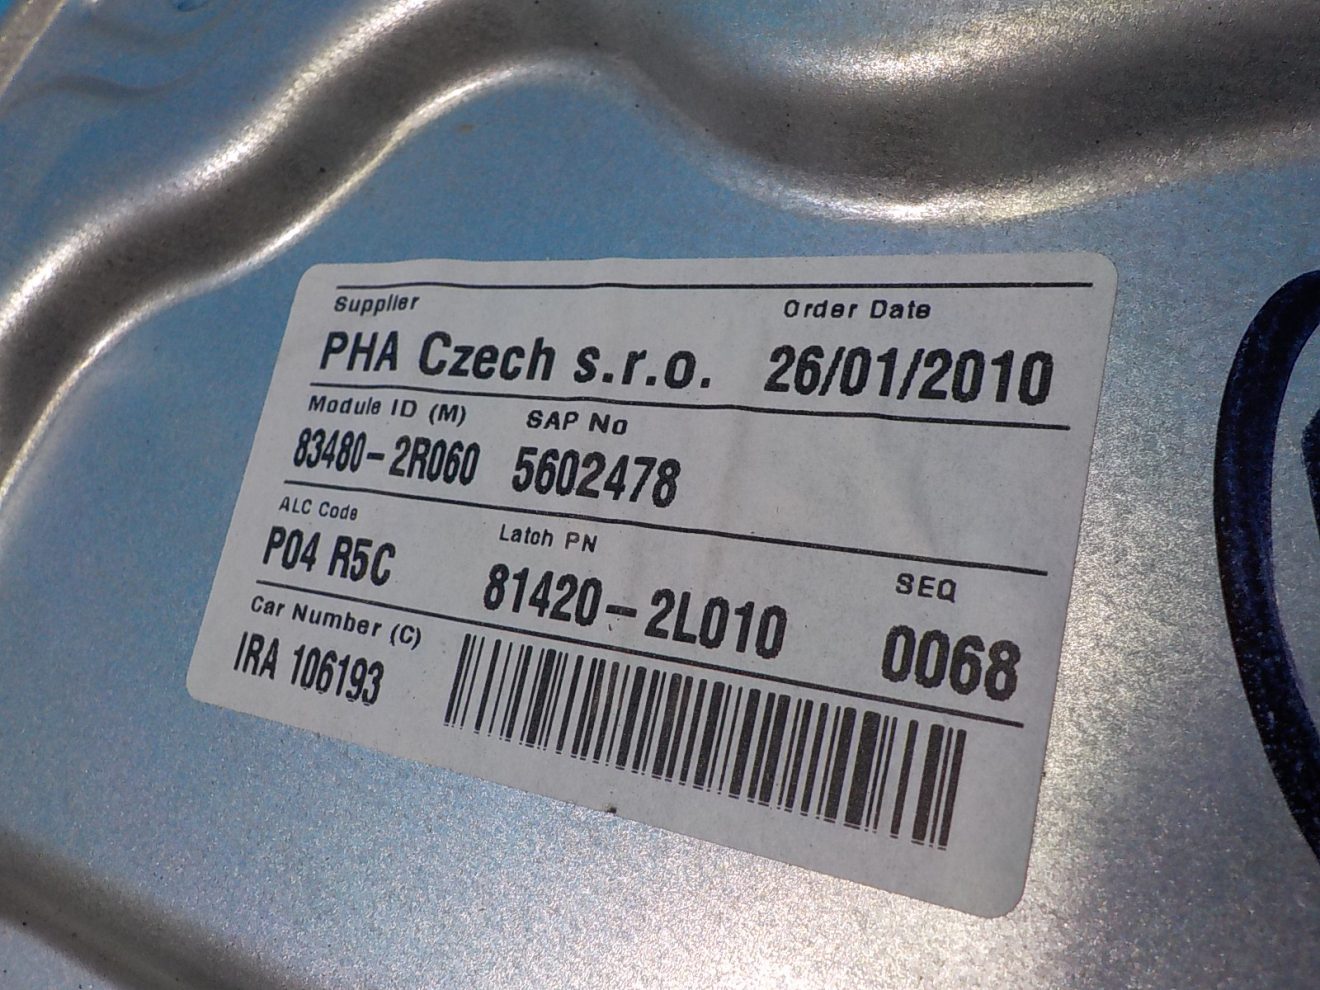 Supplier Order Date
PHA Czech s.r.o. 26/01/2010
Module ID (M) SAP No
83480-2R060 5602478
ALC Code Latch PN SEQ
P04 R5C 81420-2L010 0068
Car Number (C)
IRA 106193